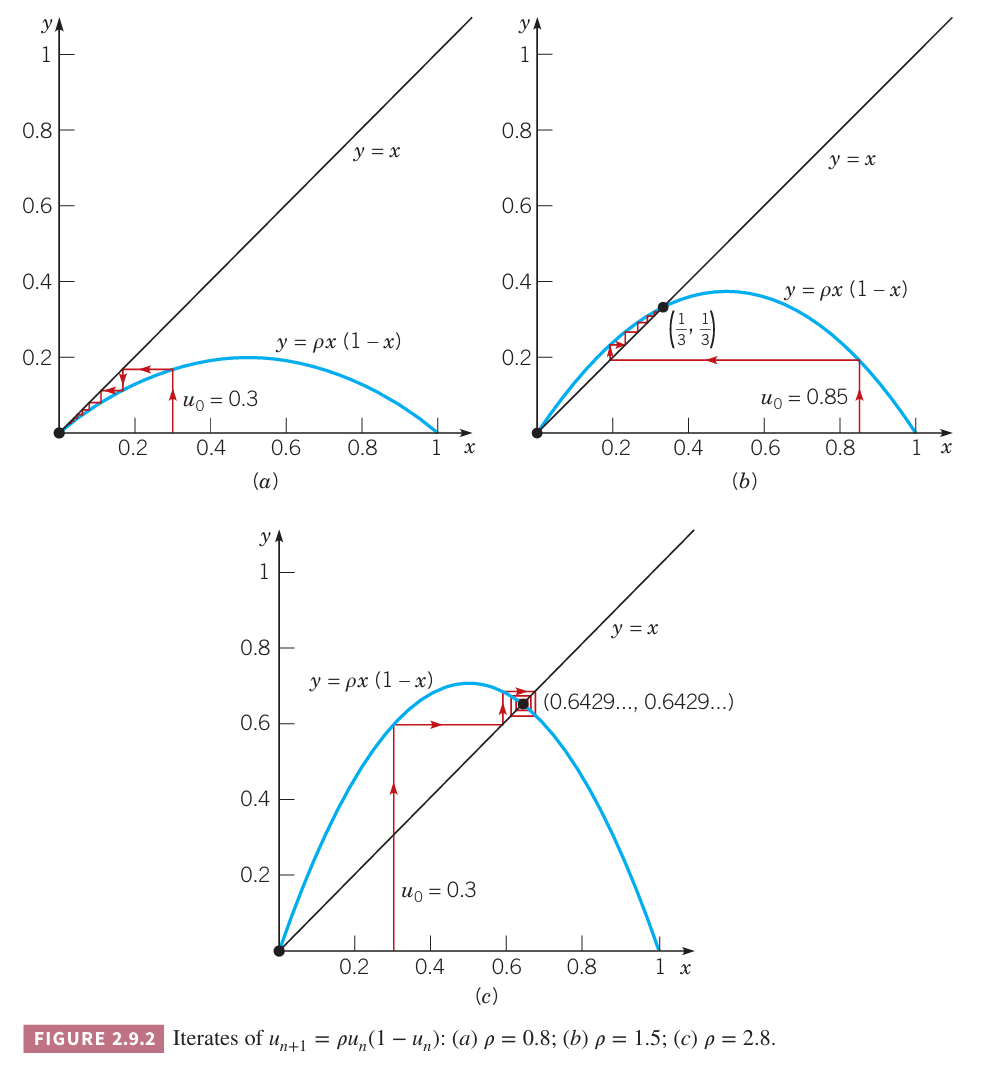 y
1
0.8
0.6
0.4
0.2
y = x
y = ρx (1 – x)
u0 = 0.3
0.2 0.4 0.6 0.8 1 x
(a)
y
1
0.8
0.6
0.4
0.2
y = x
y = ρx (1 – x)
(1/3, 1/3)
u0 = 0.85
0.2 0.4 0.6 0.8 1 x
(b)
y
1
0.8
0.6
0.4
0.2
y = x
y = ρx (1 – x)
(0.6429..., 0.6429...)
u0 = 0.3
0.2 0.4 0.6 0.8 1 x
(c)
FIGURE 2.9.2 Iterates of un+1 = ρun(1 − un): (a) ρ = 0.8; (b) ρ = 1.5; (c) ρ = 2.8.